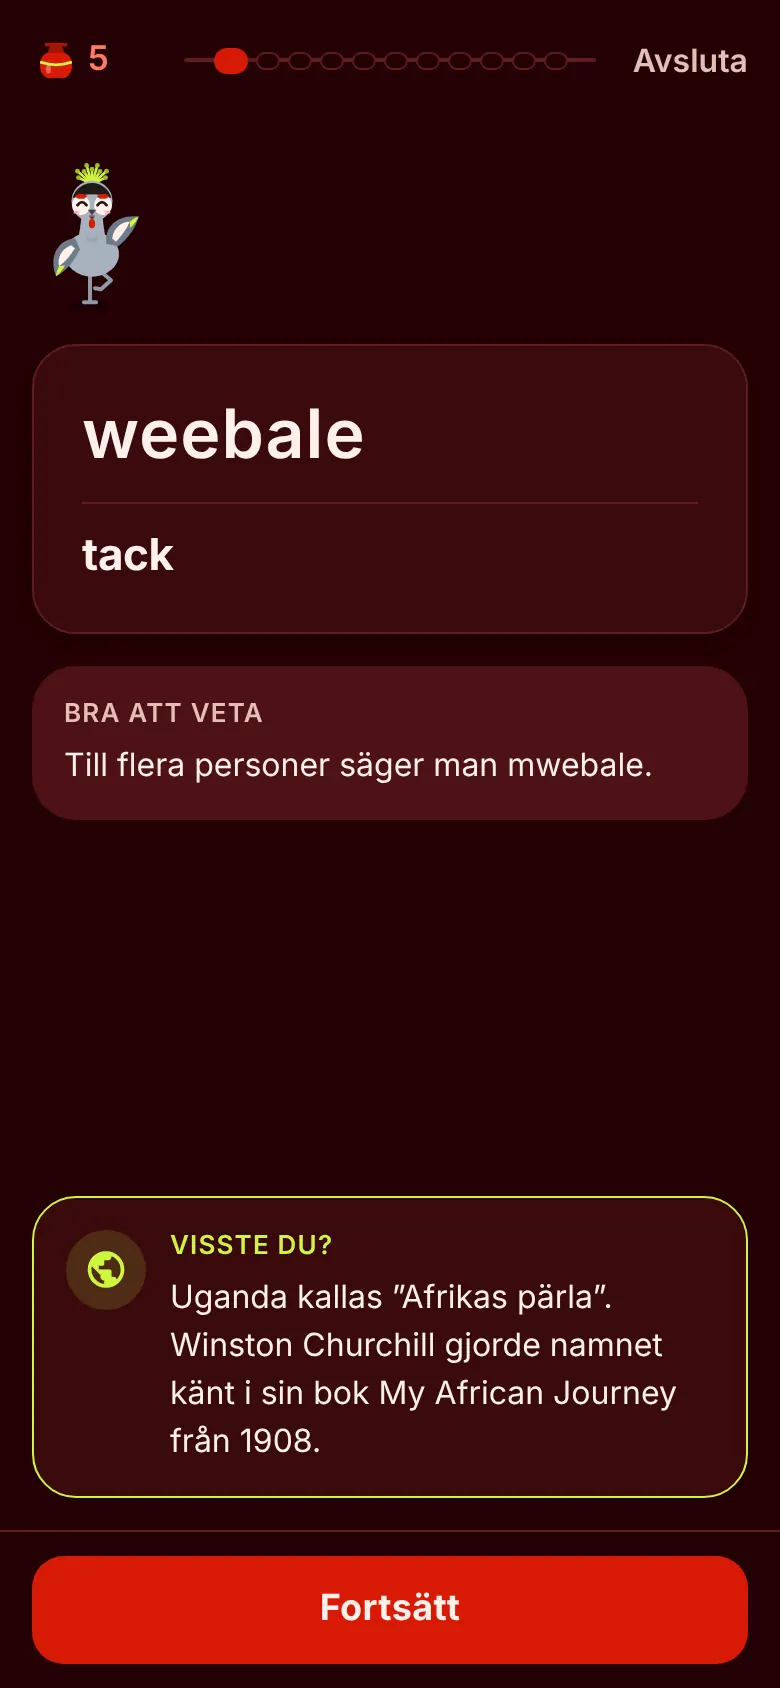 5
Avsluta
weebale
tack
BRA ATT VETA
Till flera personer säger man mwebale.
VISSTE DU?
Uganda kallas ”Afrikas pärla”.
Winston Churchill gjorde namnet
känt i sin bok My African Journey
från 1908.
Fortsätt